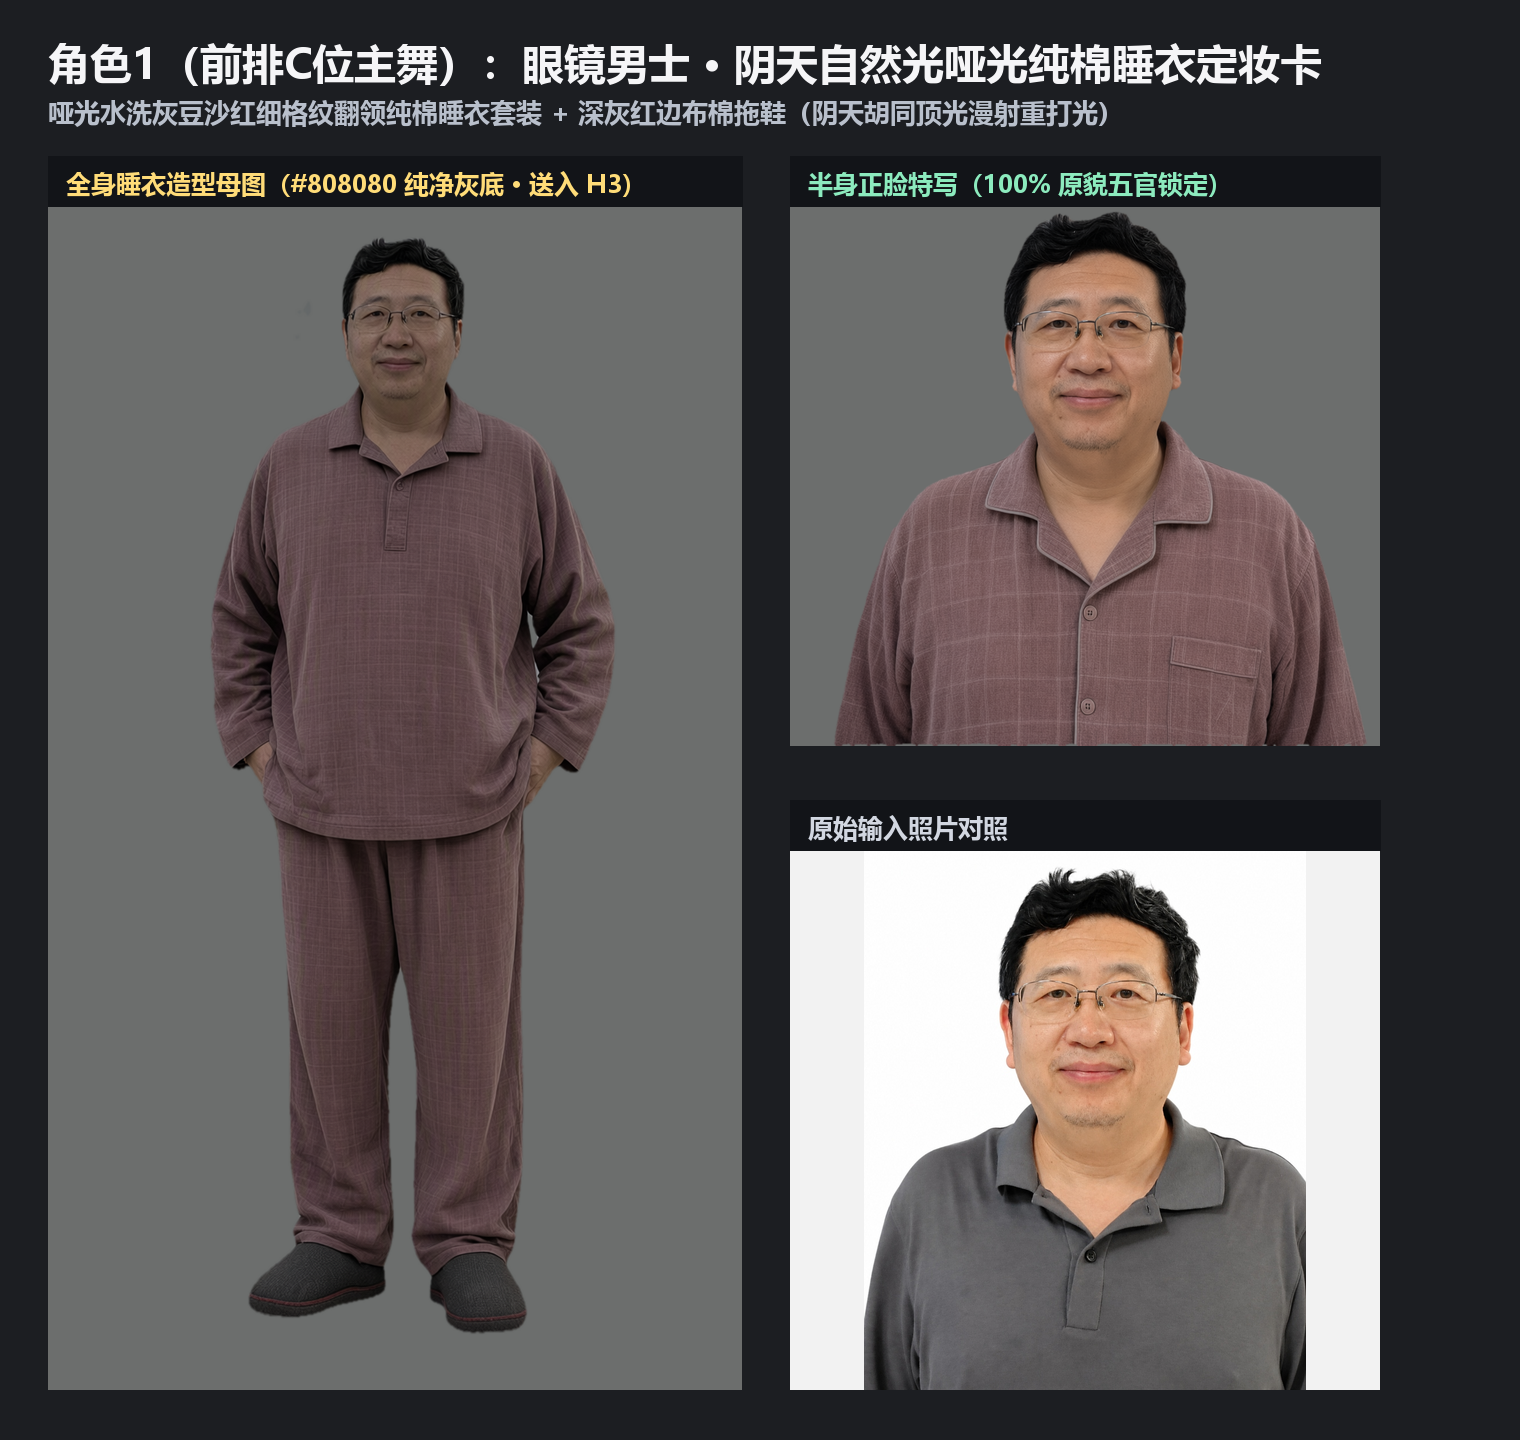 角色1（前排C位主舞）：眼镜男士 • 阴天自然光哑光纯棉睡衣定妆卡
哑光水洗灰豆沙红细格纹翻领纯棉睡衣套装 + 深灰红边布棉拖鞋（阴天胡同顶光漫射重打光）
全身睡衣造型母图（#808080 纯净灰底 • 送入 H3）
半身正脸特写（100% 原貌五官锁定）
原始输入照片对照